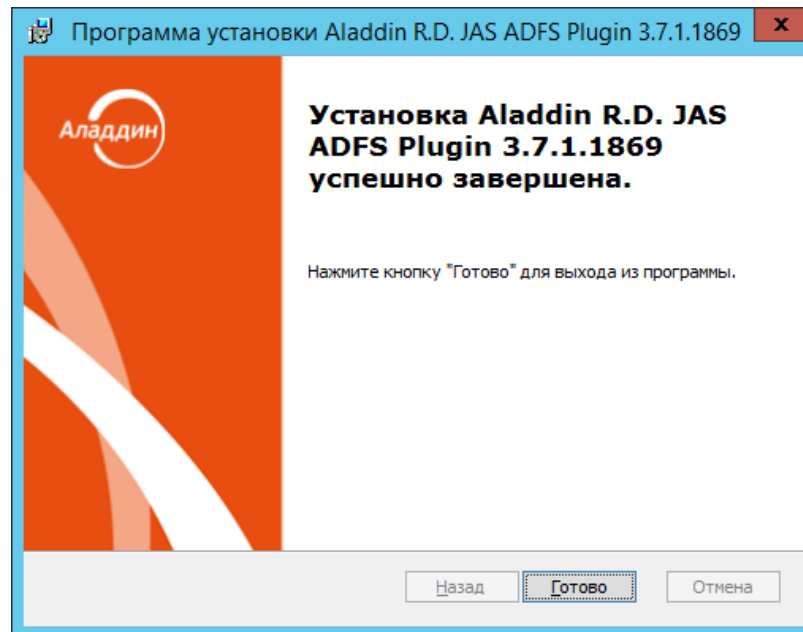 Программа установки Aladdin R.D. JAS ADFS Plugin 3.7.1.1869
x
Аладдин
Установка Aladdin R.D. JAS
ADFS Plugin 3.7.1.1869
успешно завершена.
Нажмите кнопку "Готово" для выхода из программы.
Назад Готово Отмена